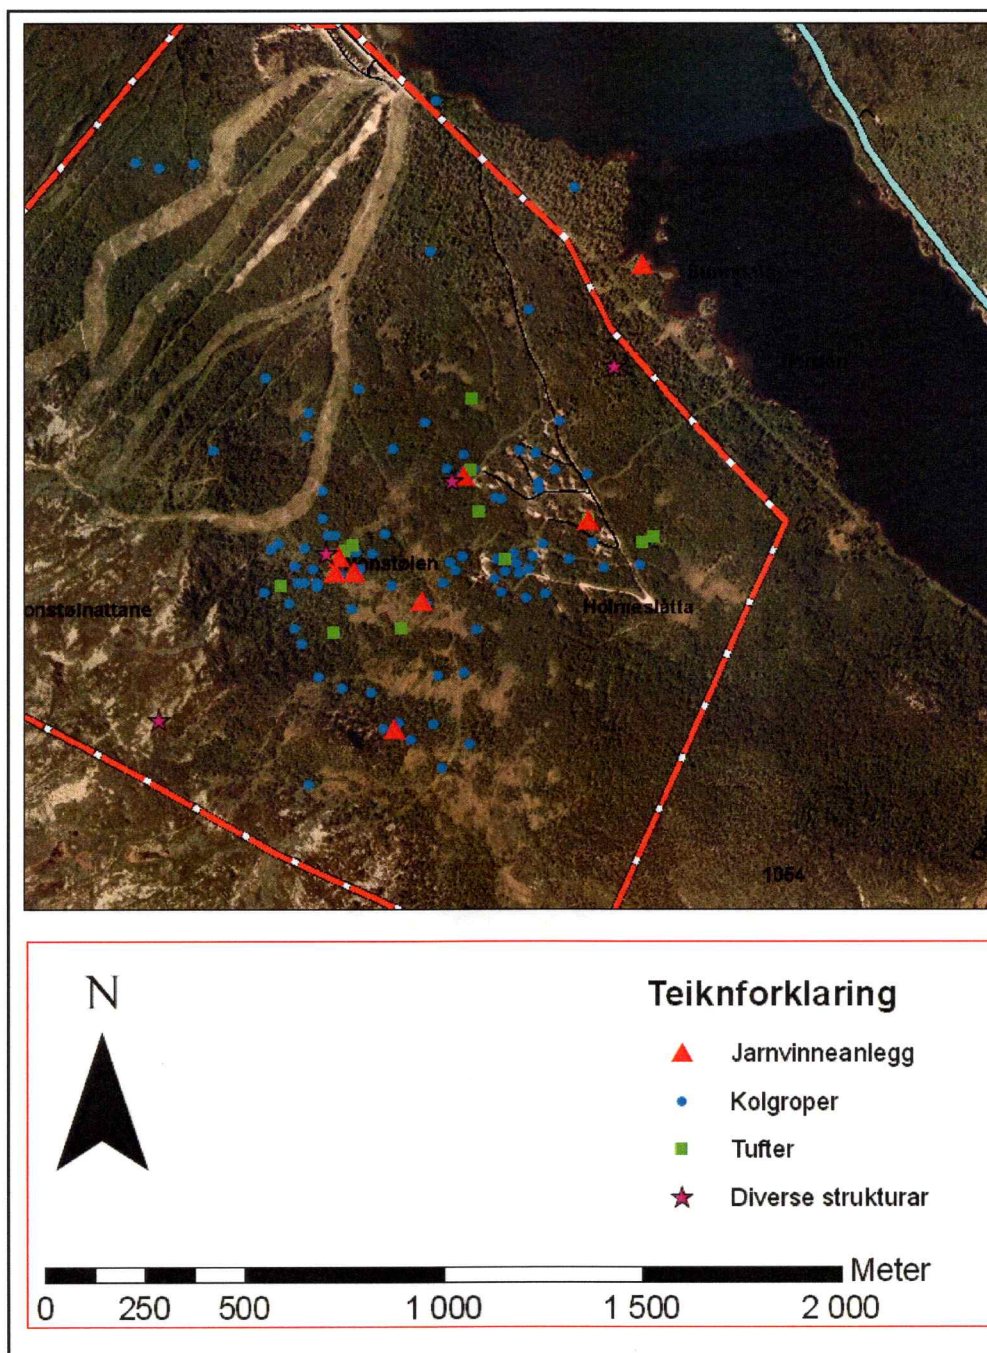 Holmeslåtta
1054
N
Teiknforklaring
Jarnvinneanlegg
Kolgroper
Tufter
Diverse strukturar
Meter
0 250 500 1 000 1 500 2 000